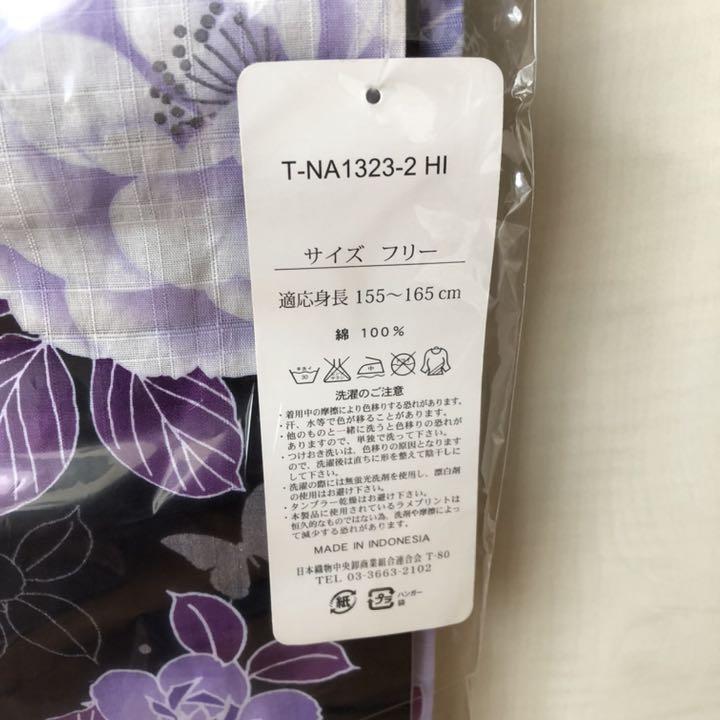 T-NA1323-2 HI
サイズ フリー
適応身長 155～165 cm
綿 100%
手洗イ
30
中
洗濯のご注意
・着用中の摩擦により色移りする恐れがあります。
・汗、水等で色が移ることがあります。
・他のものと一緒に洗うと色移りの恐れが
ありますので、単独で洗って下さい。
・つけおき洗いは、色移りの原因となります
ので、洗濯後は直ちに形を整えて陰干しに
して下さい。
・洗濯の際には無蛍光洗剤を使用し、漂白剤
の使用はお避け下さい。
・タンブラー乾燥はお避け下さい。
・本製品に使用されているラメプリントは
恒久的なものではない為、洗剤や摩擦によっ
て減少する恐れがあります。
MADE IN INDONESIA
日本織物中央卸商業組合連合会 T-80
TEL 03-3663-2102
紙 プラ ハンガー
袋